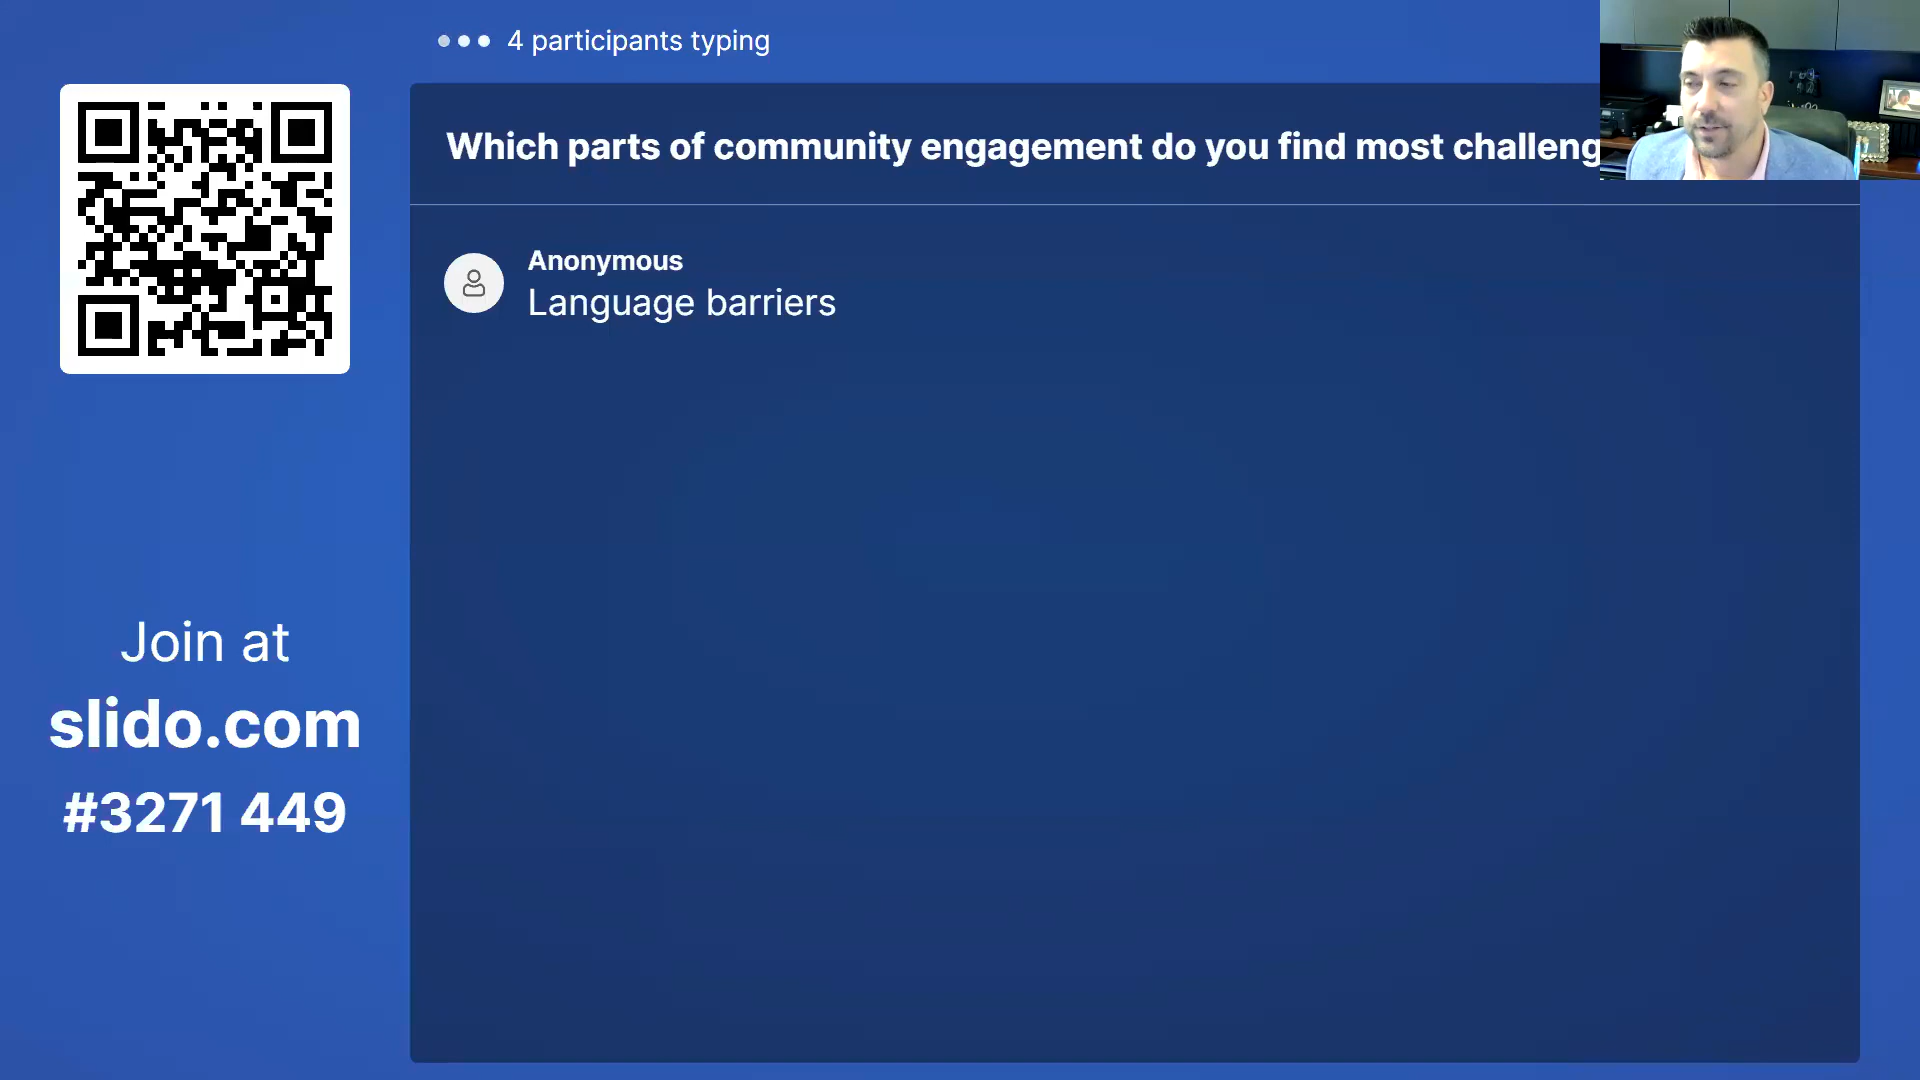 4 participants typing
Which parts of community engagement do you find most challeng
Anonymous
Language barriers
Join at
slido.com
#3271 449